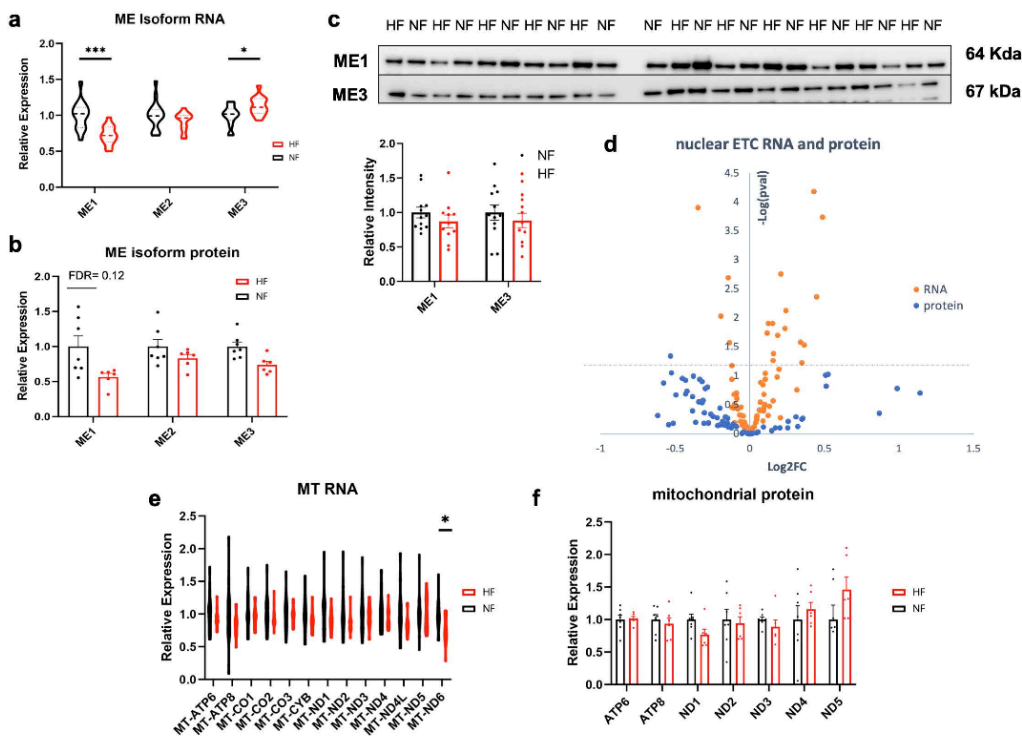 a
ME Isoform RNA
Relative Expression
2.0
1.5
1.0
0.5
0.0
***
*
ME1
ME2
ME3
HF
NF
b
ME isoform protein
Relative Expression
2.0
1.5
1.0
0.5
0.0
FDR= 0.12
ME1
ME2
ME3
HF
NF
c
HF NF HF NF HF NF HF NF HF NF
NF HF NF HF NF HF NF HF NF HF NF HF NF
ME1
64 Kda
ME3
67 kDa
Relative Intensity
2.0
1.5
1.0
0.5
0.0
NF
HF
ME1
ME3
d
nuclear ETC RNA and protein
-Log(pval)
4.5
4
3.5
3
2.5
2
1.5
1
0.5
0
-1
-0.5
0
0.5
1
1.5
Log2FC
RNA
protein
e
MT RNA
Relative Expression
2.5
2.0
1.5
1.0
0.5
0.0
*
MT-ATP6
MT-ATP8
MT-CO1
MT-CO2
MT-CO3
MT-CYB
MT-ND1
MT-ND2
MT-ND3
MT-ND4
MT-ND4L
MT-ND5
MT-ND6
HF
NF
f
mitochondrial protein
Relative Expression
2.5
2.0
1.5
1.0
0.5
0.0
ATP6
ATP8
ND1
ND2
ND3
ND4
ND5
HF
NF